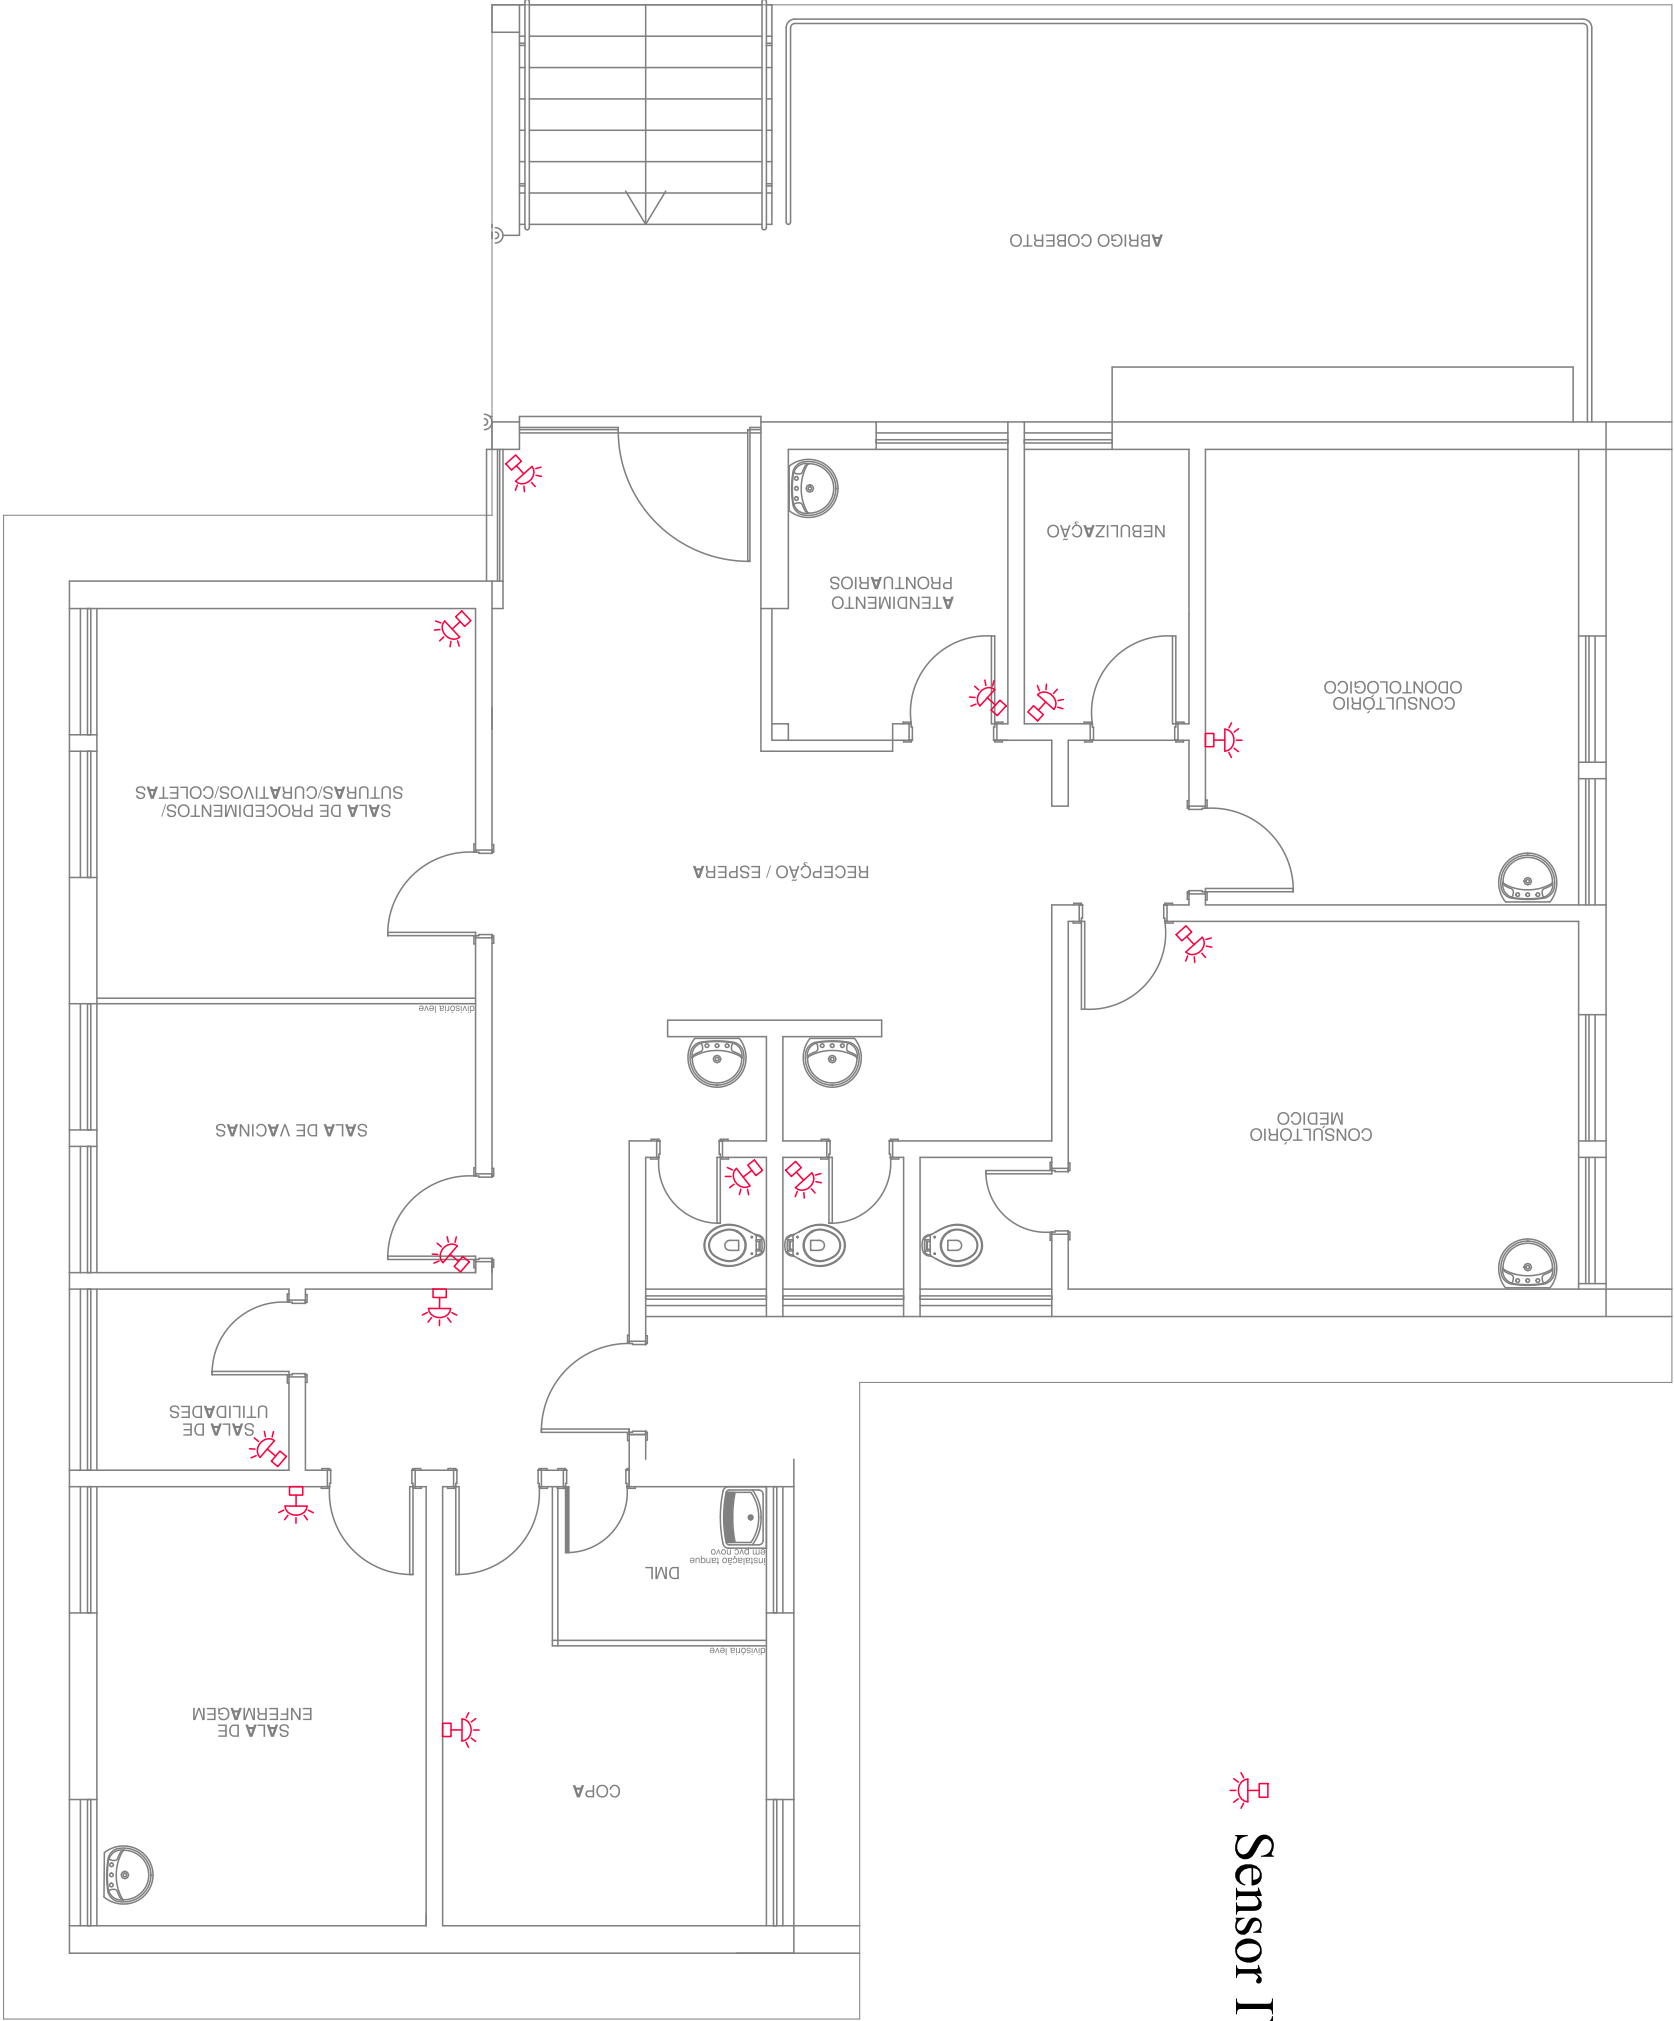 ABRIGO COBERTO
NEBULIZAÇÃO
ATENDIMENTO
PRONTUÁRIOS
CONSULTÓRIO
ODONTOLÓGICO
SALA DE PROCEDIMENTOS/
SUTURAS/CURATIVOS/COLETAS
RECEPÇÃO / ESPERA
divisória leve
CONSULTÓRIO
MÉDICO
SALA DE VACINAS
SALA DE
UTILIDADES
instalação tanque
em pvc novo
DML
divisória leve
SALA DE
ENFERMAGEM
COPA
Sensor